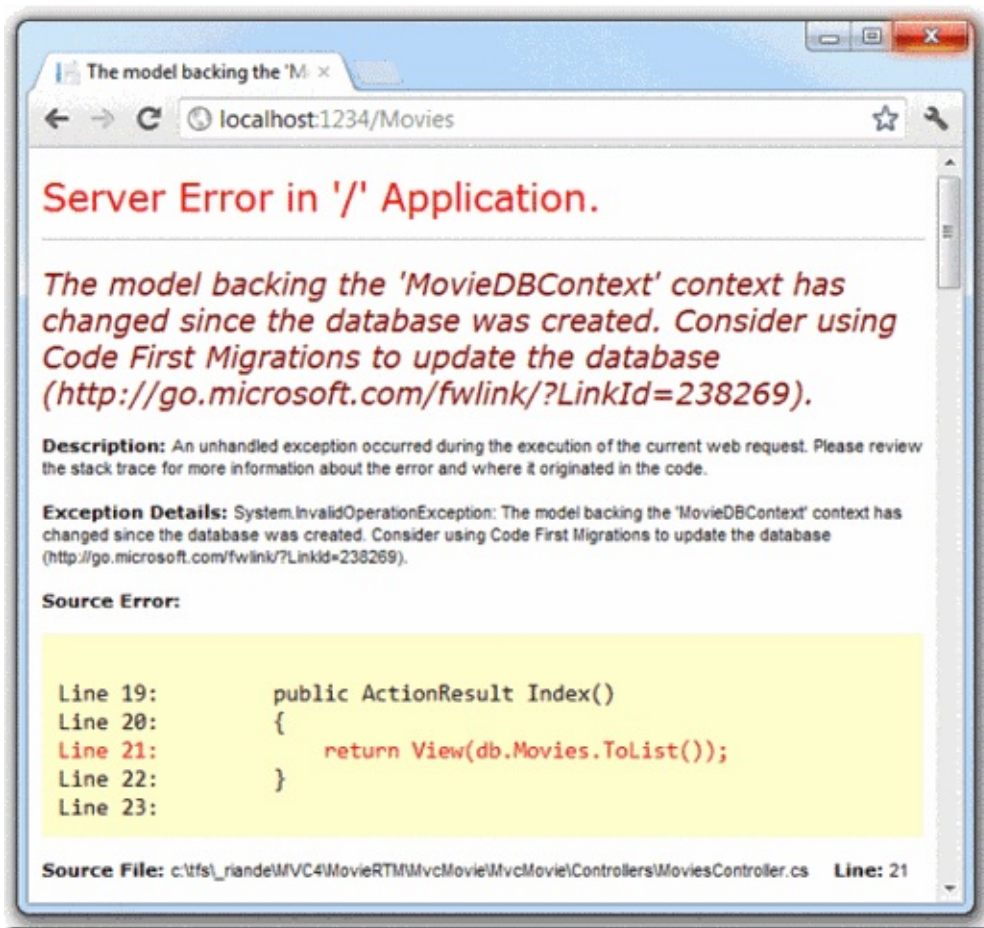 The model backing the 'M
localhost:1234/Movies
Server Error in '/' Application.
The model backing the 'MovieDBContext' context has
changed since the database was created. Consider using
Code First Migrations to update the database
(http://go.microsoft.com/fwlink/?LinkId=238269).
Description: An unhandled exception occurred during the execution of the current web request. Please review
the stack trace for more information about the error and where it originated in the code.
Exception Details: System.InvalidOperationException: The model backing the 'MovieDBContext' context has
changed since the database was created. Consider using Code First Migrations to update the database
(http://go.microsoft.com/fwlink/?LinkId=238269).
Source Error:
Line 19:         public ActionResult Index()
Line 20:         {
Line 21:             return View(db.Movies.ToList());
Line 22:         }
Line 23:
Source File: c:\tfs\_riande\MVC4\MovieRTM\MvcMovie\MvcMovie\Controllers\MoviesController.cs    Line: 21